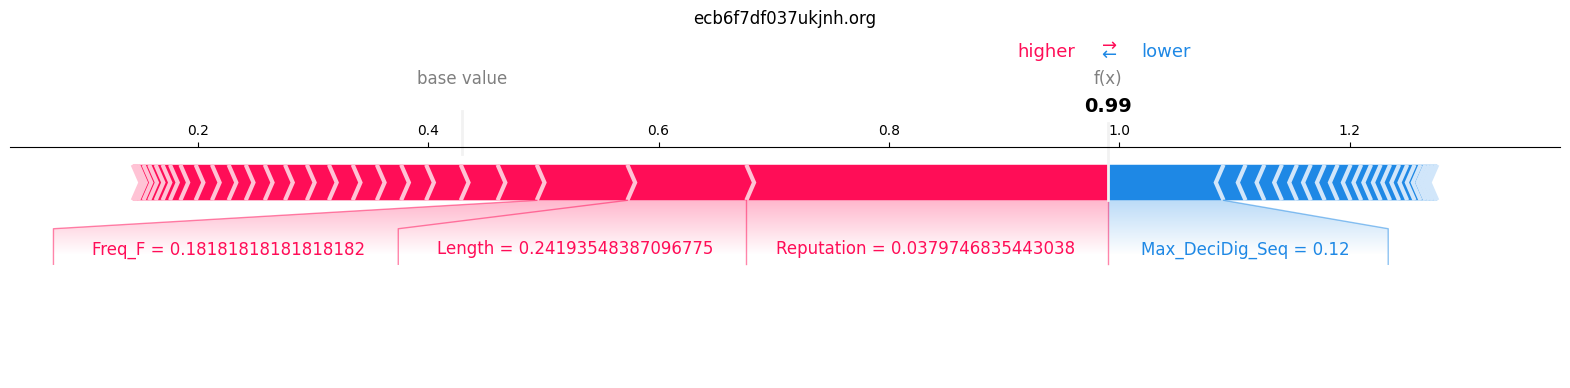 ecb6f7df037ukjnh.org
higher ⇄ lower
base value f(x)
0.99
0.2 0.4 0.6 0.8 1.0 1.2
Freq_F = 0.18181818181818182 Length = 0.24193548387096775 Reputation = 0.0379746835443038 Max_DeciDig_Seq = 0.12